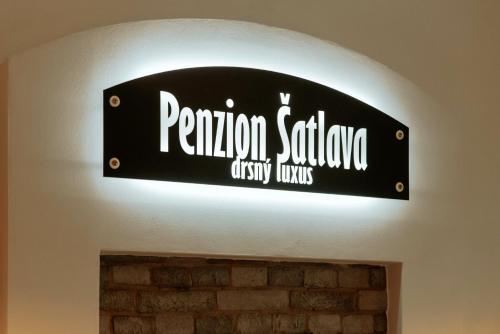 Penzion Šatlava
drsný luxus